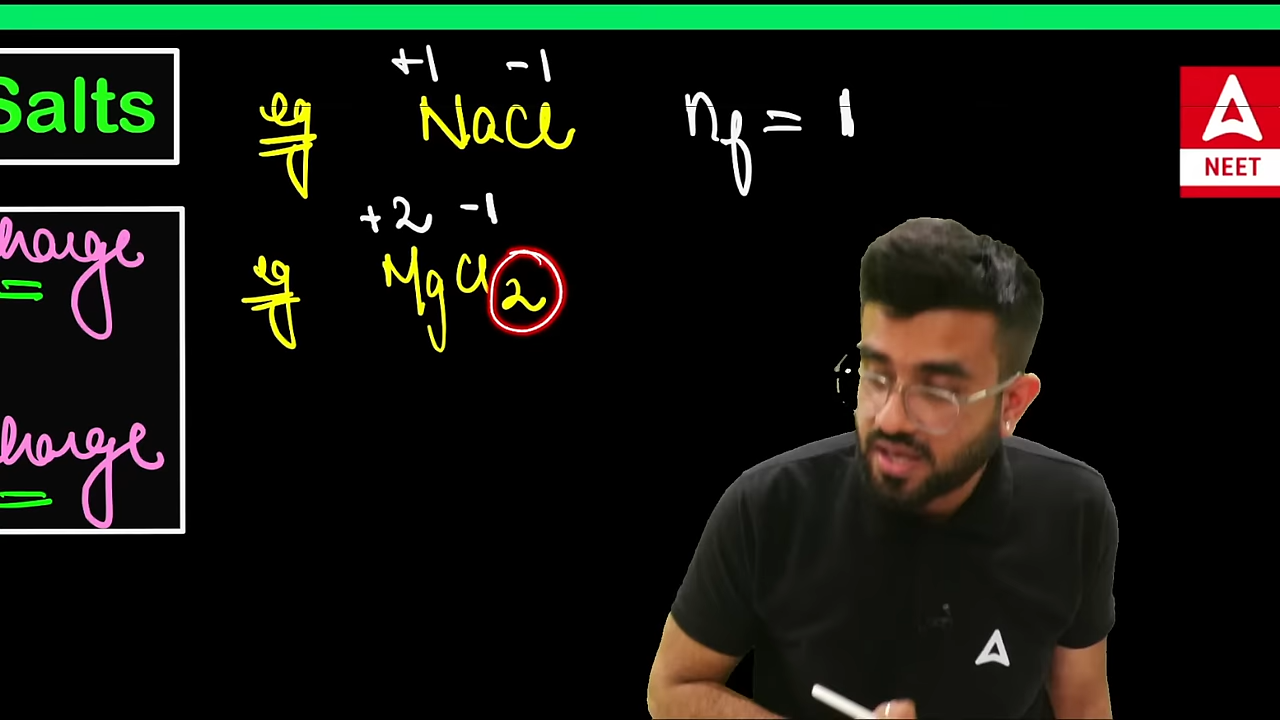 Salts
eg NaCl nf = 1
+1 -1
+2 -1
eg MgCl2
harge
harge
NEET